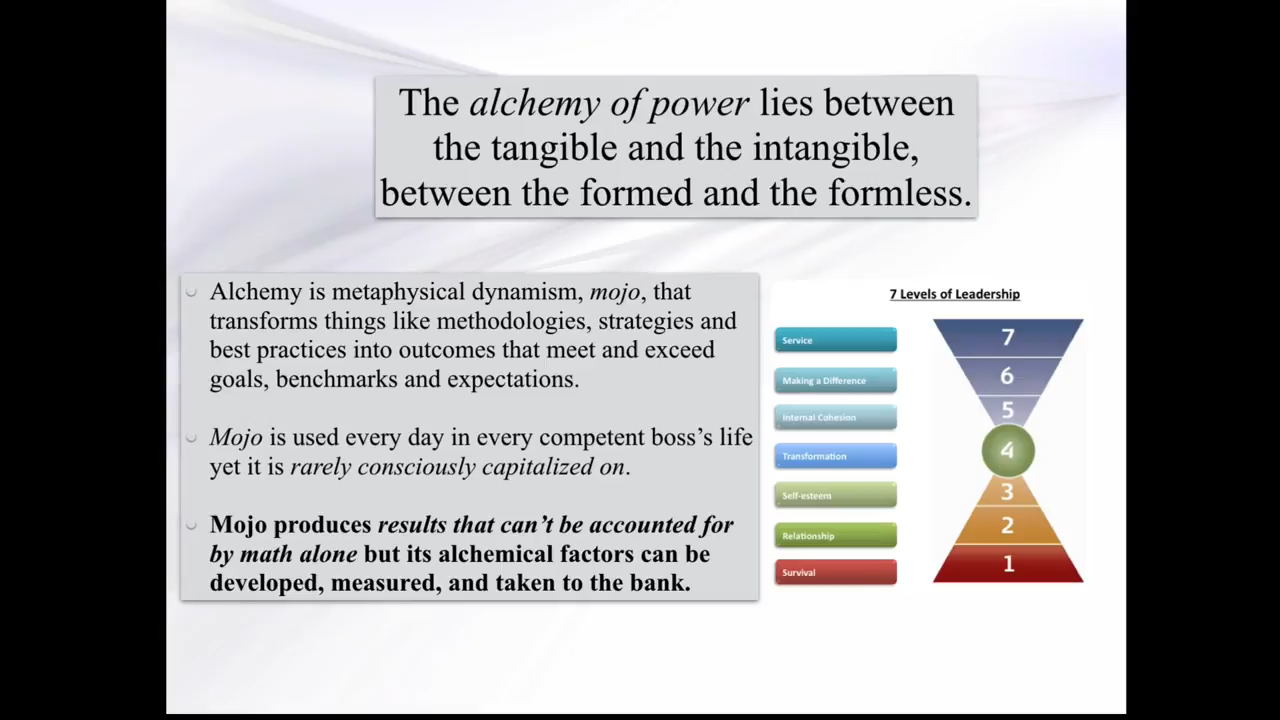 The alchemy of power lies between
the tangible and the intangible,
between the formed and the formless.
Alchemy is metaphysical dynamism, mojo, that
transforms things like methodologies, strategies and
best practices into outcomes that meet and exceed
goals, benchmarks and expectations.
Mojo is used every day in every competent boss's life
yet it is rarely consciously capitalized on.
Mojo produces results that can't be accounted for
by math alone but its alchemical factors can be
developed, measured, and taken to the bank.
7 Levels of Leadership
Service
7
Making a Difference
6
Internal Cohesion
5
Transformation
4
Self-esteem
3
Relationship
2
Survival
1